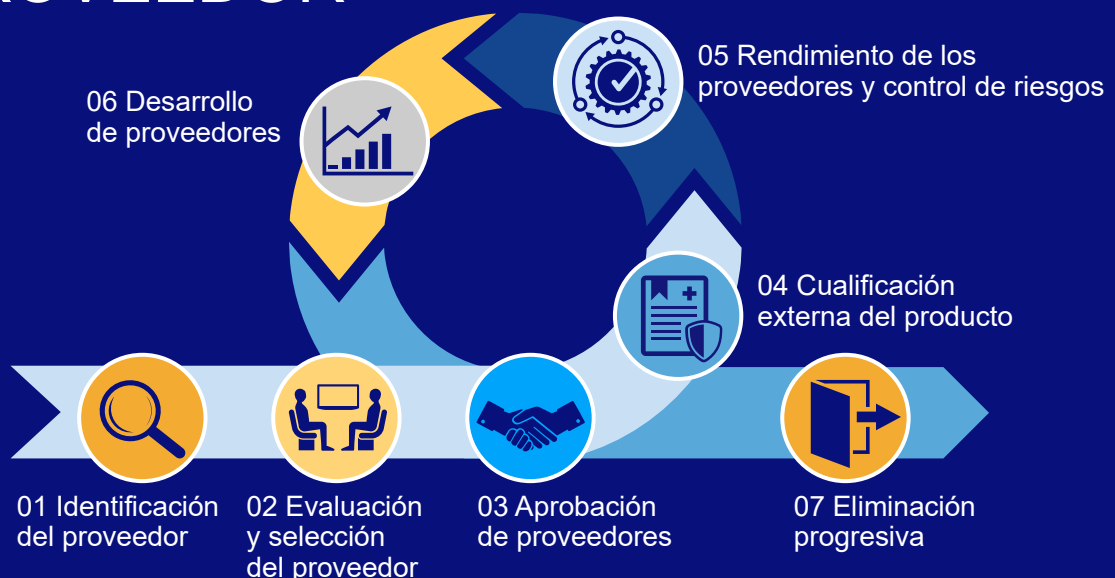 01 Identificación
del proveedor
02 Evaluación
y selección
del proveedor
03 Aprobación
de proveedores
04 Cualificación
externa del producto
05 Rendimiento de los
proveedores y control de riesgos
06 Desarrollo
de proveedores
07 Eliminación
progresiva